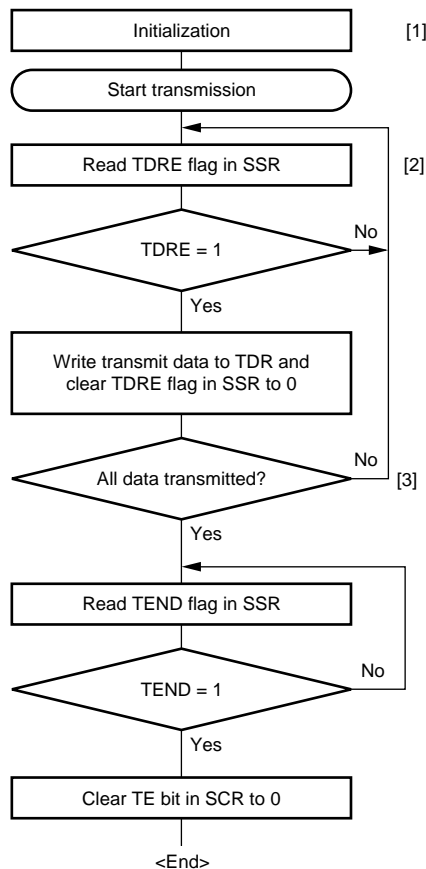 Initialization
[1]
Start transmission
Read TDRE flag in SSR
[2]
TDRE = 1
No
Yes
Write transmit data to TDR and
clear TDRE flag in SSR to 0
All data transmitted?
No
[3]
Yes
Read TEND flag in SSR
TEND = 1
No
Yes
Clear TE bit in SCR to 0
<End>